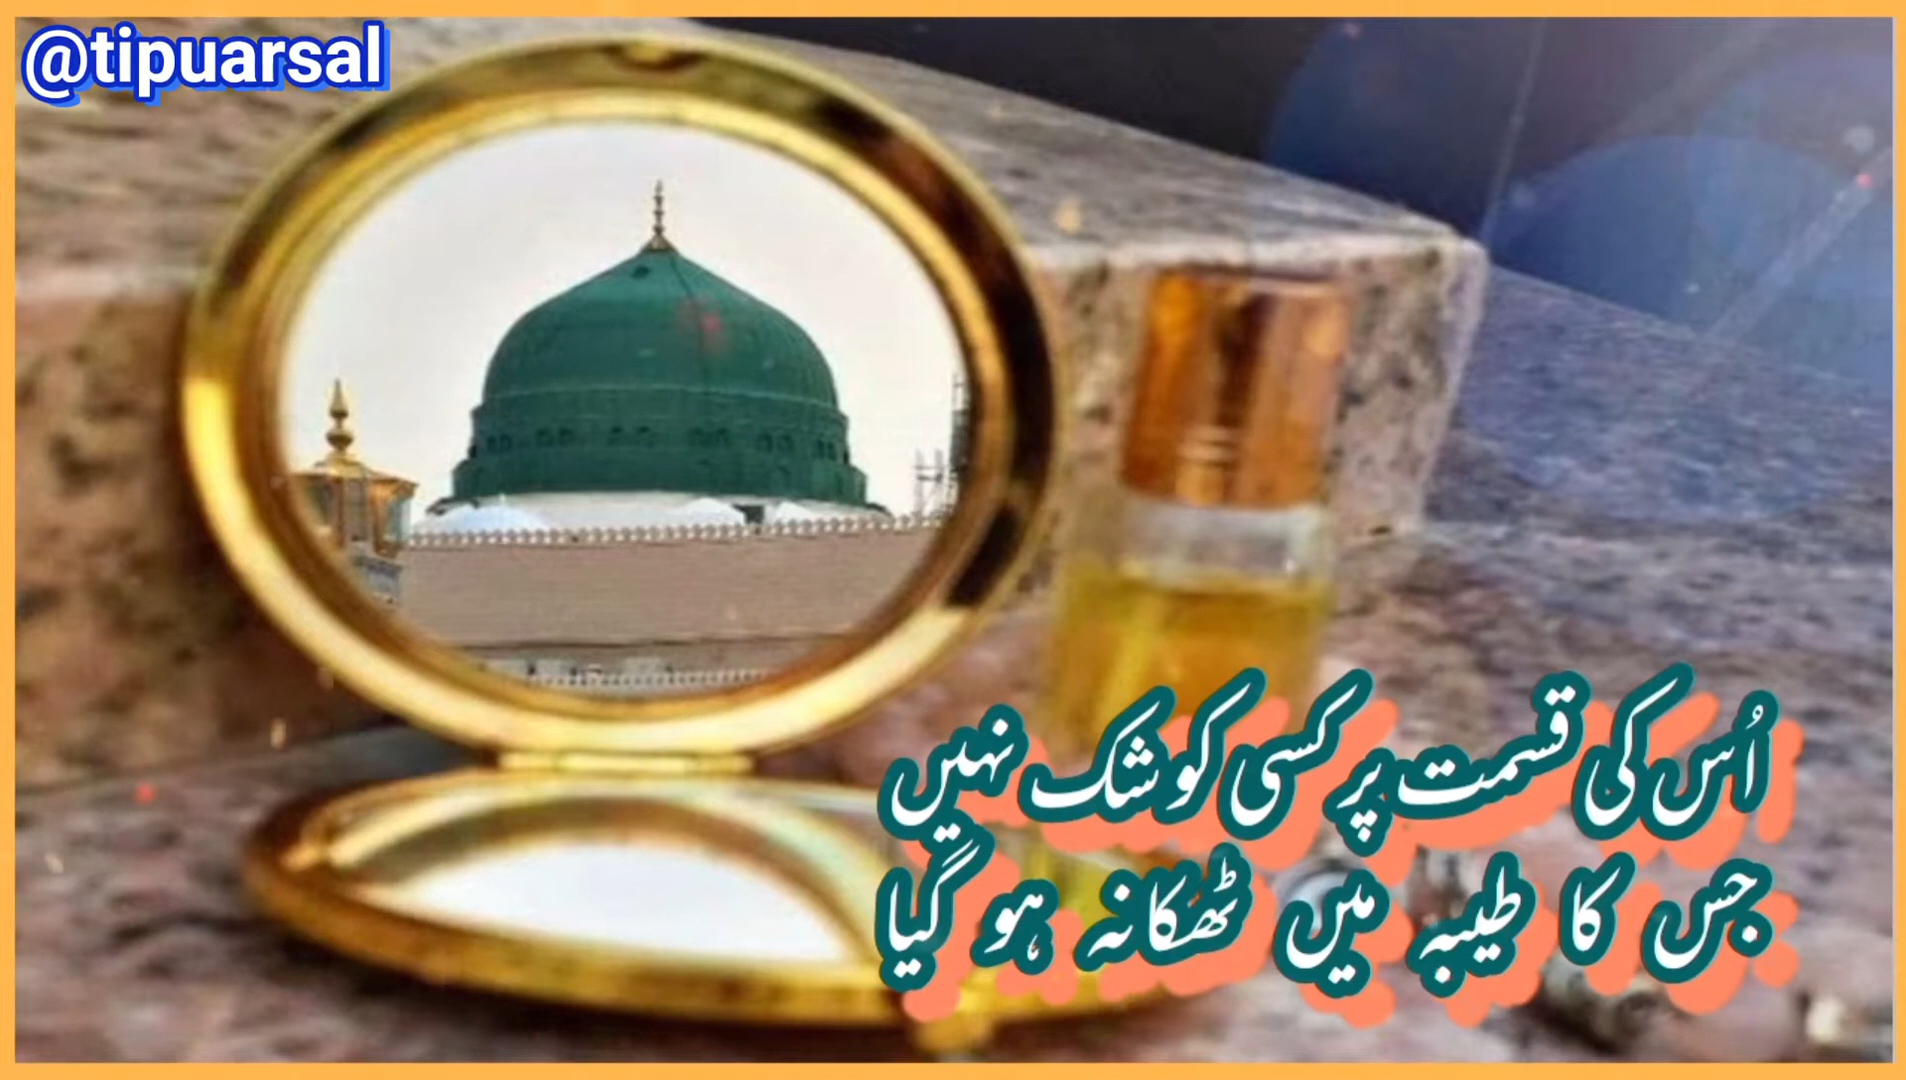 @tipuarsal
اُس کی قسمت پر کسی کو شک نہیں
جس کا طیبہ میں ٹھکانہ ہو گیا